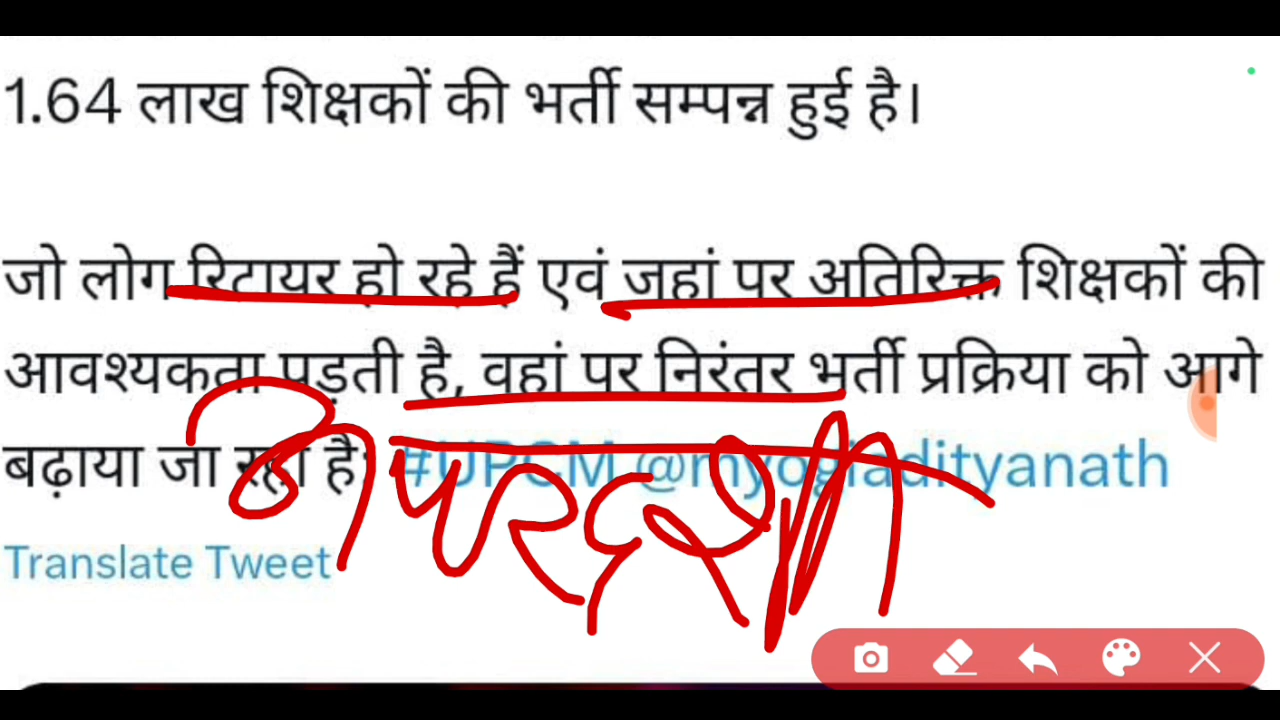 1.64 लाख शिक्षकों की भर्ती सम्पन्न हुई है।
जो लोग रिटायर हो रहे हैं एवं जहां पर अतिरिक्त शिक्षकों की
आवश्यकता पड़ती है, वहां पर निरंतर भर्ती प्रक्रिया को आगे
बढ़ाया जा रहा है: #UPCM @myogiadityanath
Translate Tweet